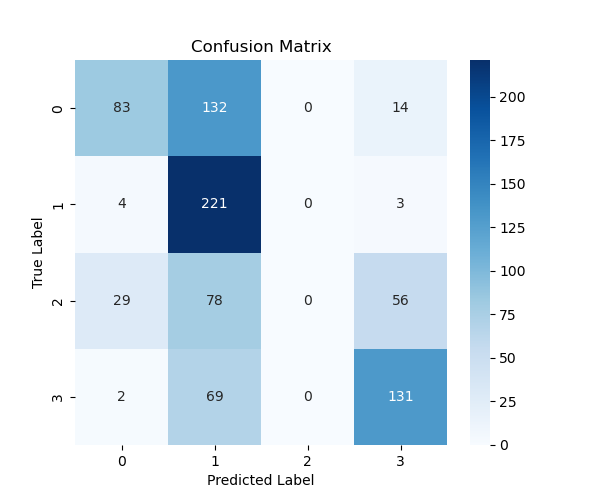 Confusion Matrix
0 83 132 0 14
1 4 221 0 3
2 29 78 0 56
3 2 69 0 131
0 1 2 3
True Label
Predicted Label
200
175
150
125
100
75
50
25
0